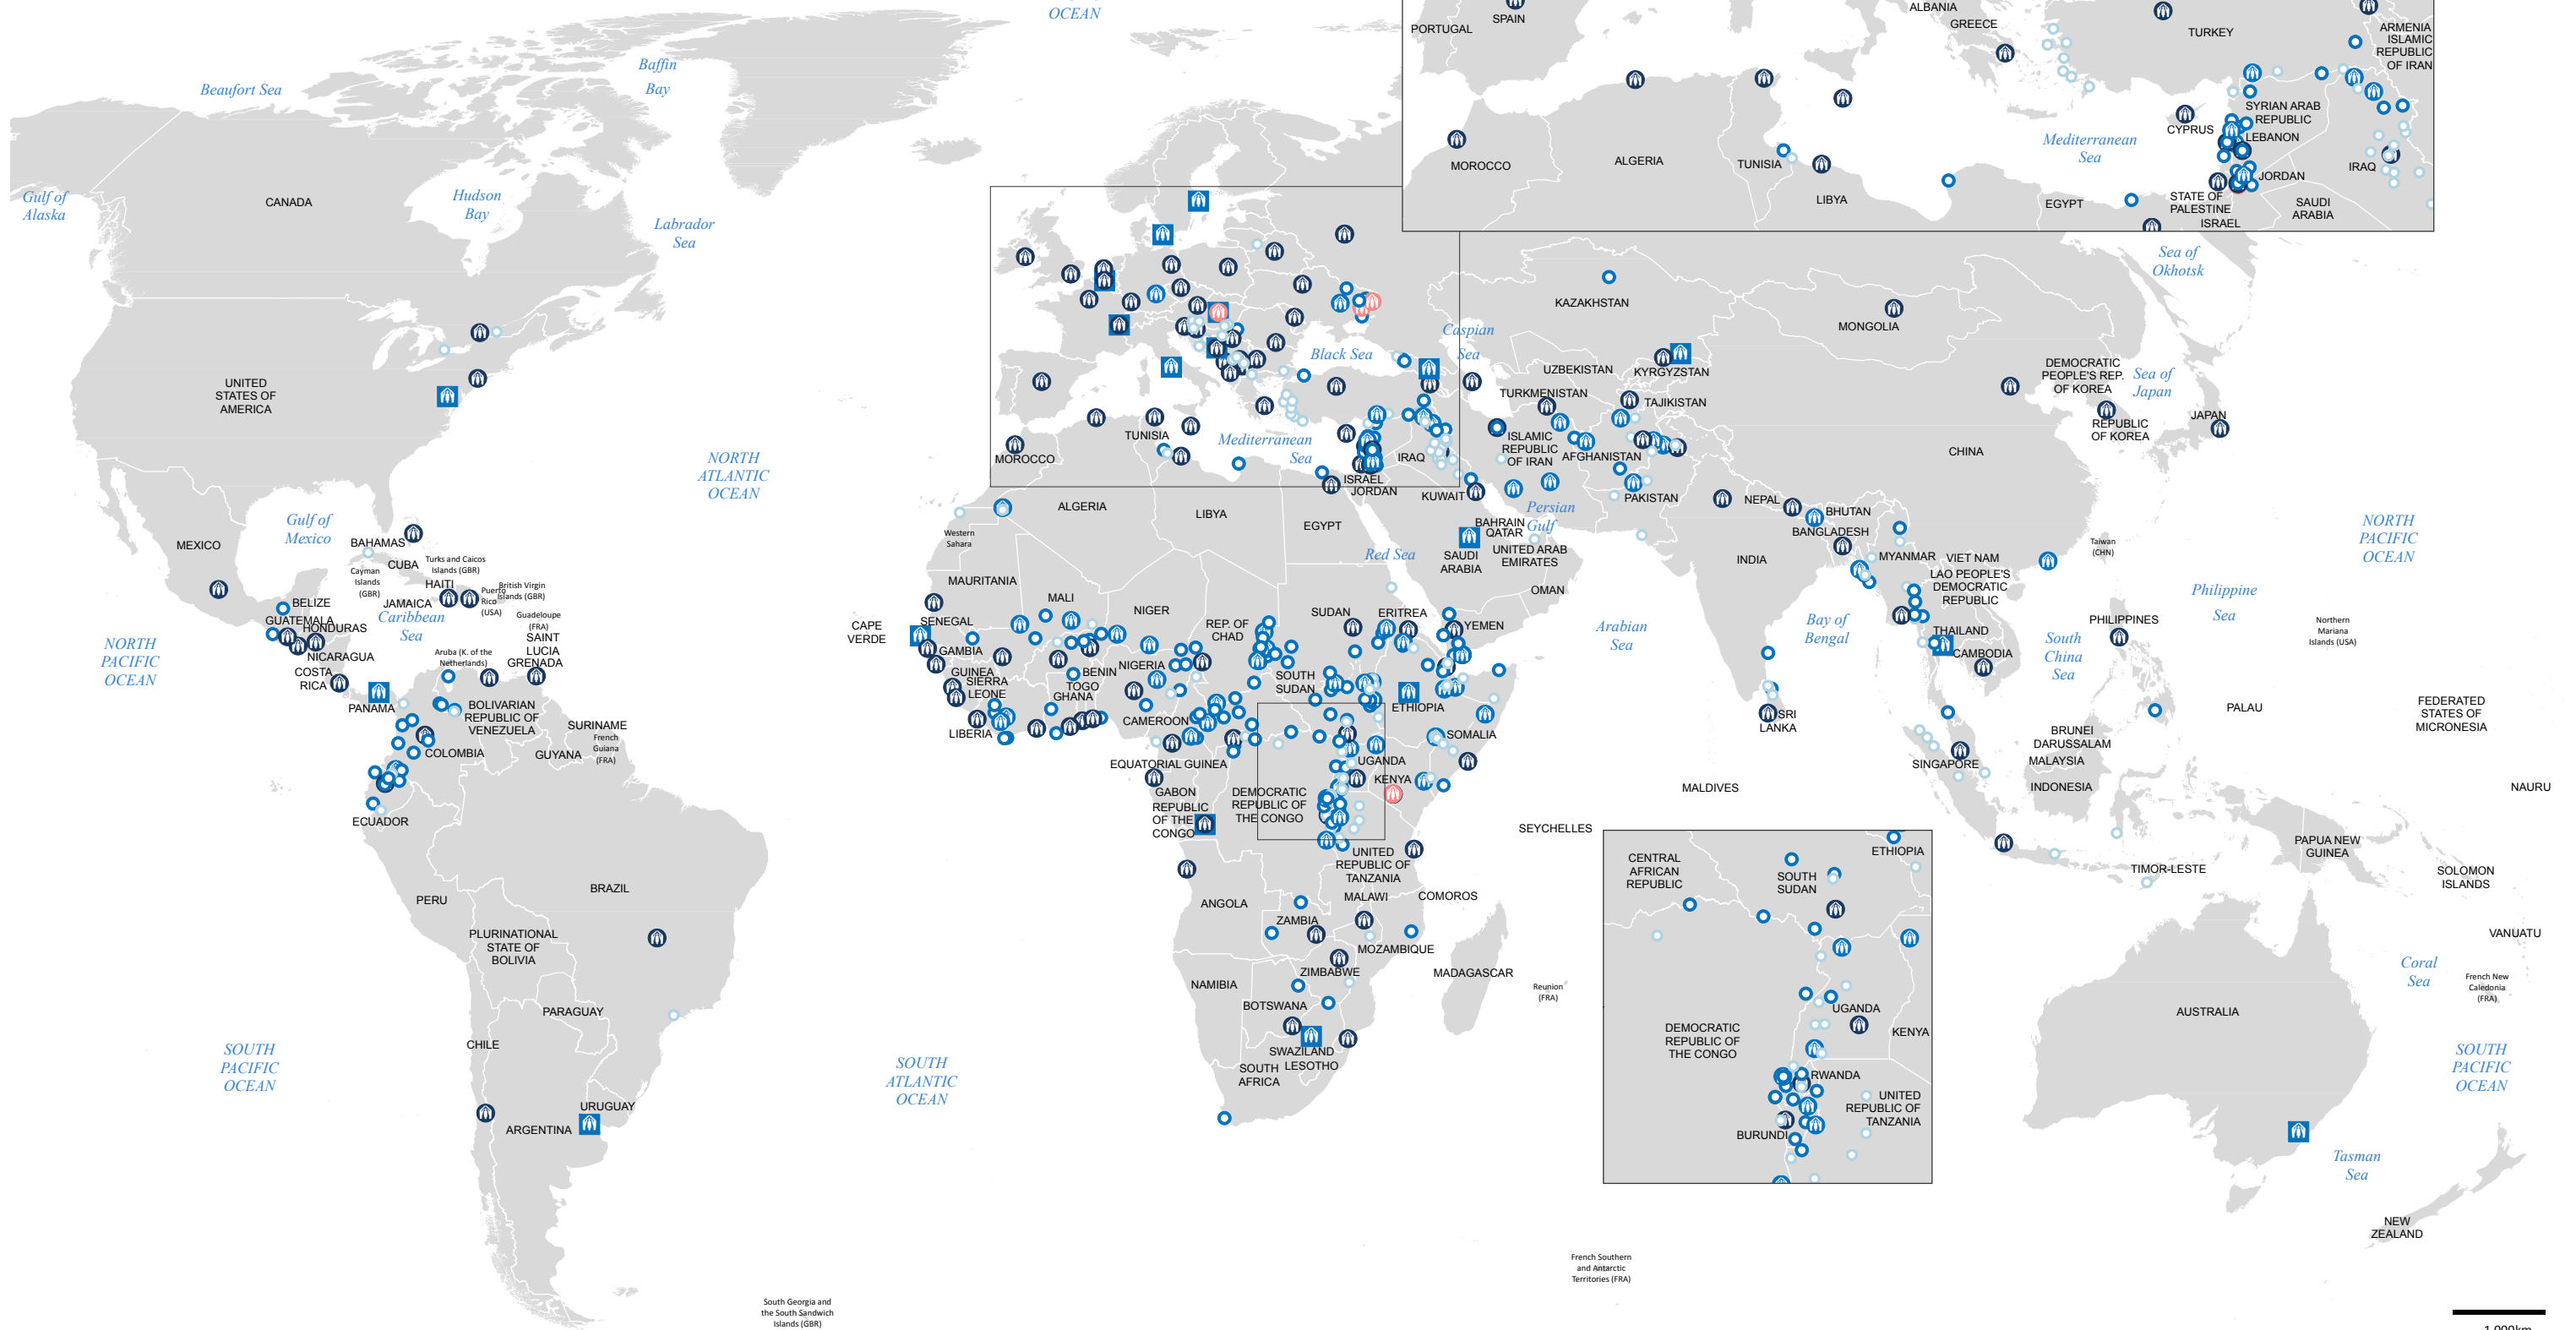 OCEAN
Beaufort Sea
Baffin
Bay
Gulf of
Alaska
CANADA
Hudson
Bay
Labrador
Sea
PORTUGAL
SPAIN
ALBANIA
GREECE
TURKEY
ARMENIA
ISLAMIC
REPUBLIC
OF IRAN
SYRIAN ARAB
REPUBLIC
CYPRUS
LEBANON
Mediterranean
Sea
IRAQ
JORDAN
MOROCCO
ALGERIA
TUNISIA
LIBYA
EGYPT
STATE OF
PALESTINE
ISRAEL
SAUDI
ARABIA
Sea of
Okhotsk
UNITED
STATES OF
AMERICA
KAZAKHSTAN
MONGOLIA
Caspian
Sea
Black Sea
UZBEKISTAN
KYRGYZSTAN
TURKMENISTAN
TAJIKISTAN
DEMOCRATIC
PEOPLE'S REP.
OF KOREA
Sea of
Japan
REPUBLIC
OF KOREA
JAPAN
CHINA
TUNISIA
Mediterranean
Sea
MOROCCO
IRAQ
ISRAEL
JORDAN
KUWAIT
ISLAMIC
REPUBLIC
OF IRAN
AFGHANISTAN
PAKISTAN
NEPAL
BHUTAN
BANGLADESH
NORTH
ATLANTIC
OCEAN
Gulf of
Mexico
MEXICO
BAHAMAS
CUBA
Turks and Caicos
Islands (GBR)
Cayman
Islands
(GBR)
HAITI
JAMAICA
Puerto
Rico
(USA)
British Virgin
Islands (GBR)
Guadeloupe
(FRA)
Caribbean
Sea
SAINT
LUCIA
GRENADA
Aruba (K. of the
Netherlands)
BELIZE
GUATEMALA
HONDURAS
NICARAGUA
COSTA
RICA
PANAMA
NORTH
PACIFIC
OCEAN
BOLIVARIAN
REPUBLIC OF
VENEZUELA
SURINAME
French
Guiana
(FRA)
GUYANA
COLOMBIA
ECUADOR
PERU
BRAZIL
PLURINATIONAL
STATE OF
BOLIVIA
PARAGUAY
CHILE
URUGUAY
ARGENTINA
SOUTH
PACIFIC
OCEAN
SOUTH
ATLANTIC
OCEAN
South Georgia and
the South Sandwich
Islands (GBR)
Western
Sahara
ALGERIA
LIBYA
EGYPT
Red Sea
BAHRAIN
QATAR
Persian
Gulf
SAUDI
ARABIA
UNITED ARAB
EMIRATES
OMAN
MAURITANIA
MALI
NIGER
CAPE
VERDE
SENEGAL
GAMBIA
GUINEA
SIERRA
LEONE
LIBERIA
BENIN
TOGO
GHANA
NIGERIA
REP. OF
CHAD
SUDAN
ERITREA
YEMEN
SOUTH
SUDAN
ETHIOPIA
SOMALIA
CAMEROON
EQUATORIAL GUINEA
GABON
REPUBLIC
OF THE
CONGO
DEMOCRATIC
REPUBLIC OF
THE CONGO
UGANDA
KENYA
UNITED
REPUBLIC OF
TANZANIA
ANGOLA
ZAMBIA
MALAWI
COMOROS
MOZAMBIQUE
ZIMBABWE
MADAGASCAR
NAMIBIA
BOTSWANA
SWAZILAND
LESOTHO
SOUTH
AFRICA
Reunion
(FRA)
SEYCHELLES
MALDIVES
Arabian
Sea
INDIA
Bay of
Bengal
SRI
LANKA
MYANMAR
VIET NAM
LAO PEOPLE'S
DEMOCRATIC
REPUBLIC
THAILAND
CAMBODIA
South
China
Sea
Taiwan
(CHN)
PHILIPPINES
Philippine
Sea
Northern
Mariana
Islands (USA)
NORTH
PACIFIC
OCEAN
PALAU
FEDERATED
STATES OF
MICRONESIA
BRUNEI
DARUSSALAM
MALAYSIA
SINGAPORE
INDONESIA
NAURU
TIMOR-LESTE
PAPUA NEW
GUINEA
SOLOMON
ISLANDS
VANUATU
Coral
Sea
French New
Caledonia
(FRA)
AUSTRALIA
SOUTH
PACIFIC
OCEAN
Tasman
Sea
NEW
ZEALAND
CENTRAL
AFRICAN
REPUBLIC
SOUTH
SUDAN
ETHIOPIA
DEMOCRATIC
REPUBLIC OF
THE CONGO
UGANDA
KENYA
RWANDA
UNITED
REPUBLIC OF
TANZANIA
BURUNDI
French Southern
and Antarctic
Territories (FRA)
1,000km